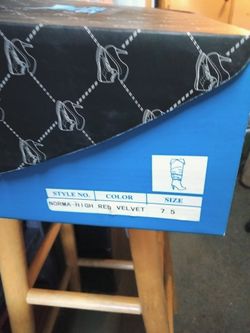 STYLE NO. COLOR SIZE
NORMA-HIGH RED VELVET 7 5